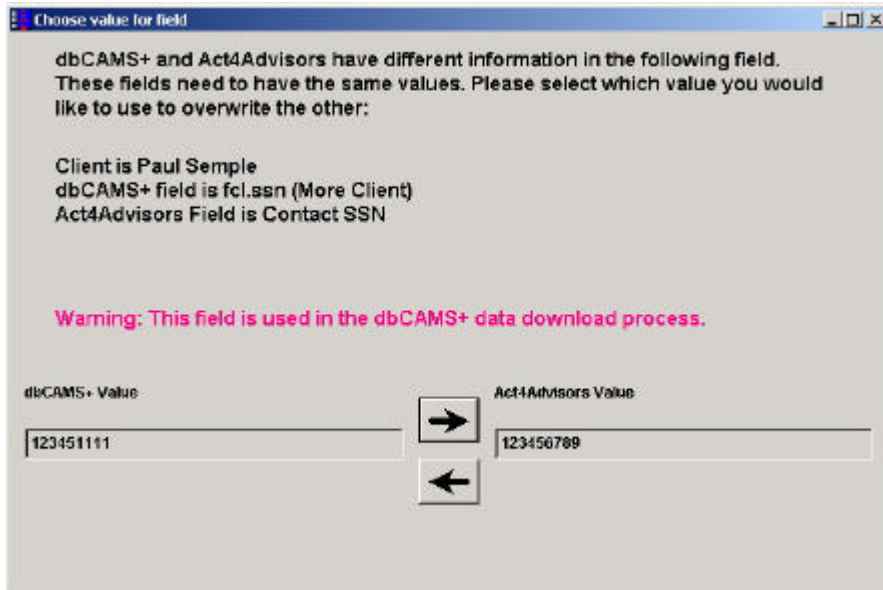 Choose value for field
dbCAMS+ and Act4Advisors have different information in the following field.
These fields need to have the same values. Please select which value you would
like to use to overwrite the other:
Client is Paul Semple
dbCAMS+ field is fcl.ssn (More Client)
Act4Advisors Field is Contact SSN
Warning: This field is used in the dbCAMS+ data download process.
dbCAMS+ Value
Act4Advisors Value
123451111
123456789